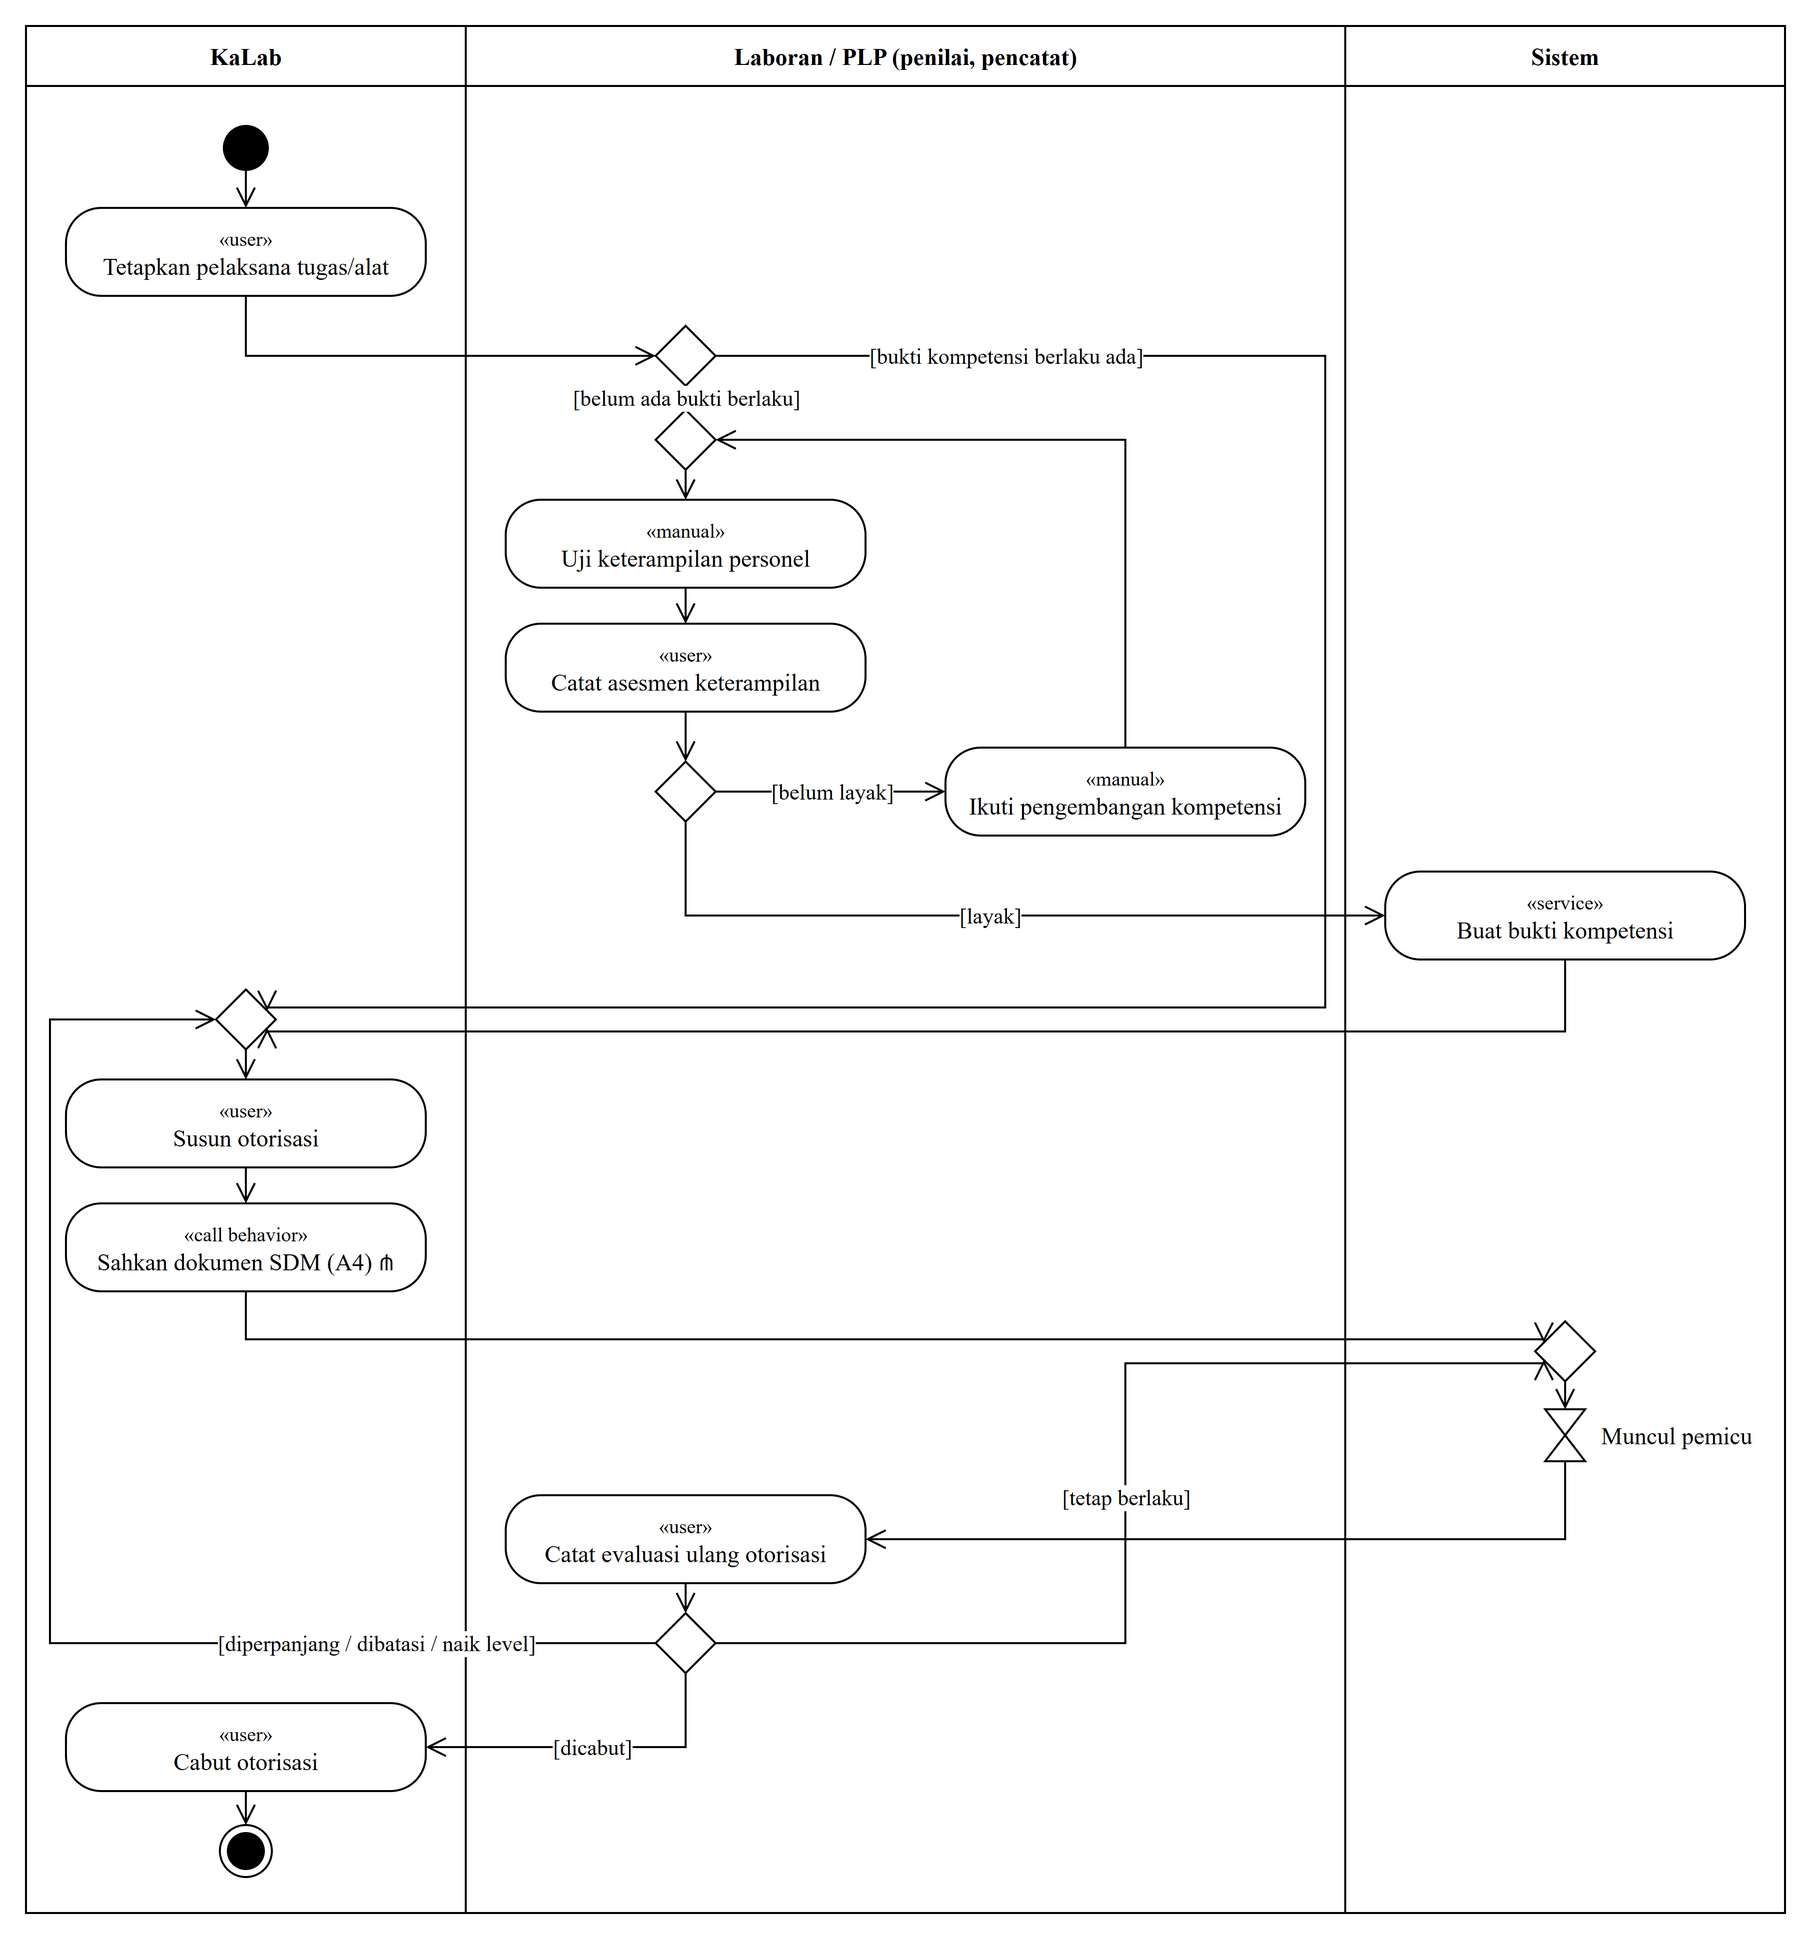 KaLab
Laboran / PLP (penilai, pencatat)
Sistem
«user»
Tetapkan pelaksana tugas/alat
[bukti kompetensi berlaku ada]
[belum ada bukti berlaku]
«manual»
Uji keterampilan personel
«user»
Catat asesmen keterampilan
[belum layak]
«manual»
Ikuti pengembangan kompetensi
[layak]
«service»
Buat bukti kompetensi
«user»
Susun otorisasi
«call behavior»
Sahkan dokumen SDM (A4) ⋔
Muncul pemicu
[tetap berlaku]
«user»
Catat evaluasi ulang otorisasi
[diperpanjang / dibatasi / naik level]
«user»
Cabut otorisasi
[dicabut]